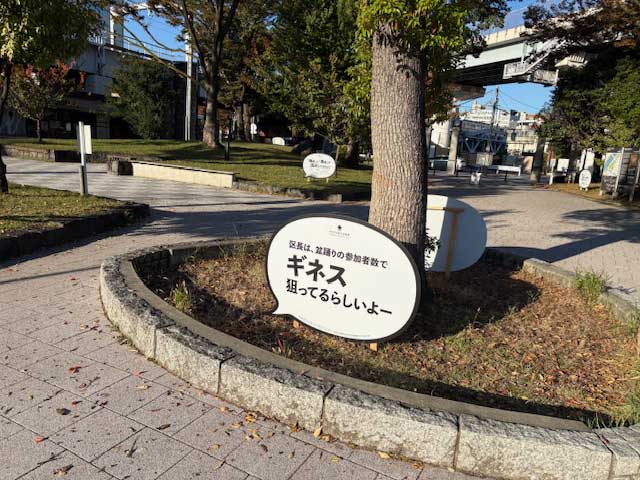 区長は、盆踊りの参加者数で
ギネス
狙ってるらしいよー